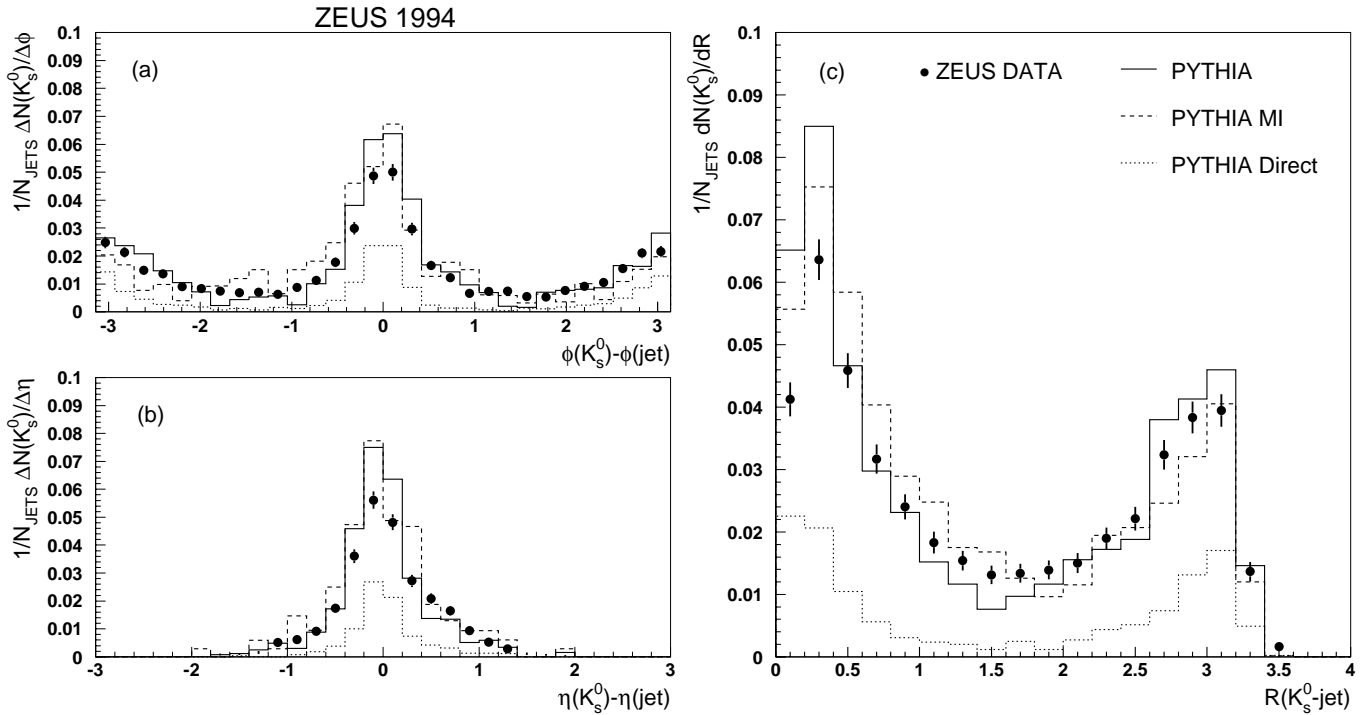 ZEUS 1994
1/N_JETS ΔN(K_s^0)/Δϕ
0.1
0.09
0.08
0.07
0.06
0.05
0.04
0.03
0.02
0.01
0
(a)
-3 -2 -1 0 1 2 3
ϕ(K_s^0)-ϕ(jet)
1/N_JETS ΔN(K_s^0)/Δη
0.1
0.09
0.08
0.07
0.06
0.05
0.04
0.03
0.02
0.01
0
(b)
-3 -2 -1 0 1 2 3
η(K_s^0)-η(jet)
1/N_JETS dN(K_s^0)/dR
0.1
0.09
0.08
0.07
0.06
0.05
0.04
0.03
0.02
0.01
0
(c)
ZEUS DATA
PYTHIA
PYTHIA MI
PYTHIA Direct
0 0.5 1 1.5 2 2.5 3 3.5 4
R(K_s^0-jet)